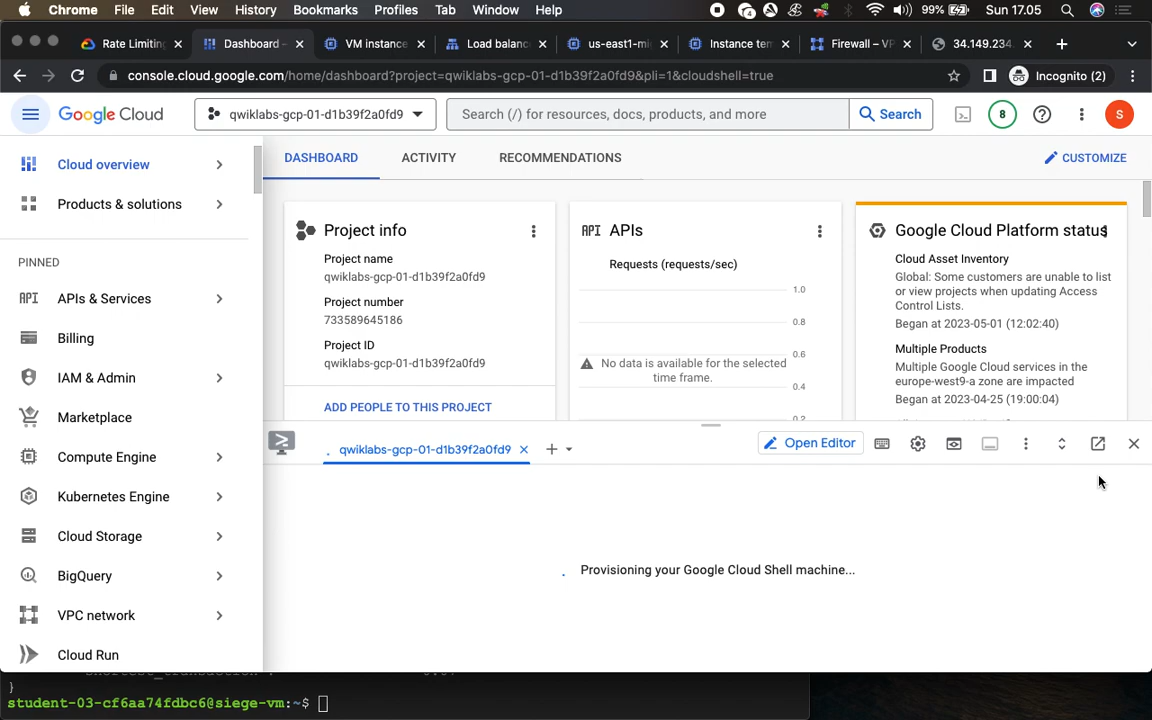 Chrome File Edit View History Bookmarks Profiles Tab Window Help 99% Sun 17.05
Rate Limiting Dashboard – VM instance Load balanc us-east1-mi Instance tem Firewall – VP 34.149.234.
console.cloud.google.com/home/dashboard?project=qwiklabs-gcp-01-d1b39f2a0fd9&pli=1&cloudshell=true Incognito (2)
Google Cloud qwiklabs-gcp-01-d1b39f2a0fd9 Search (/) for resources, docs, products, and more Search 8 S
Cloud overview
Products & solutions
PINNED
API APIs & Services
Billing
IAM & Admin
Marketplace
Compute Engine
Kubernetes Engine
Cloud Storage
BigQuery
VPC network
Cloud Run
DASHBOARD ACTIVITY RECOMMENDATIONS CUSTOMIZE
Project info
Project name
qwiklabs-gcp-01-d1b39f2a0fd9
Project number
733589645186
Project ID
qwiklabs-gcp-01-d1b39f2a0fd9
ADD PEOPLE TO THIS PROJECT
API APIs
Requests (requests/sec)
1.0
0.8
0.6
No data is available for the selected
time frame.
0.4
0.2
Google Cloud Platform status
Cloud Asset Inventory
Global: Some customers are unable to list
or view projects when updating Access
Control Lists.
Began at 2023-05-01 (12:02:40)
Multiple Products
Multiple Google Cloud services in the
europe-west9-a zone are impacted
Began at 2023-04-25 (19:00:04)
qwiklabs-gcp-01-d1b39f2a0fd9 Open Editor
Provisioning your Google Cloud Shell machine...
}
student-03-cf6aa74fdbc6@siege-vm:~$